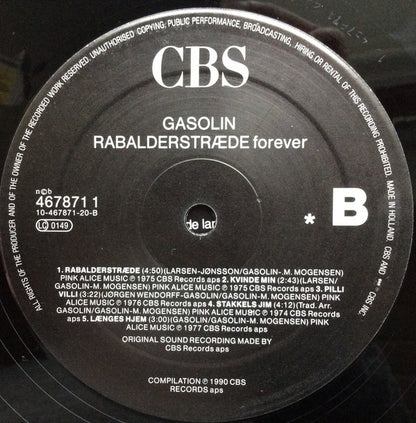 ALL RIGHTS OF THE PRODUCER AND OF THE OWNER OF THE RECORDED WORK RESERVED. UNAUTHORISED COPYING, PUBLIC PERFORMANCE, BROADCASTING, HIRING OR RENTAL OF THIS RECORDING PROHIBITED. MADE IN HOLLAND. CBS AND IS CBS INC.
CBS
GASOLIN
RABALDERSTRÆDE forever
n©b
467871 1
10-467871-20-B
LC 0149
de lar
* B
1. RABALDERSTRÆDE (4:50)(LARSEN-JØNSSON/GASOLIN-.M. MOGENSEN)
PINK ALICE MUSIC ℗ 1975 CBS Records aps 2. KVINDE MIN (2:43)(LARSEN/
GASOLIN/M. MOGENSEN) PINK ALICE MUSIC ℗ 1975 CBS Records aps 3. PILLI
VILLI (3:22)(JØRGEN WENDORFF-GASOLIN/GASOLIN/M. MOGENSEN) PINK
ALICE MUSIC ℗ 1976 CBS Records aps 4. STAKKELS JIM (4:12)(Trad. Arr.
GASOLIN/GASOLIN/M. MOGENSEN) PINK ALICE MUSIC ℗ 1974 CBS Records
aps 5. LÆNGES HJEM (3:00)(GASOLIN/GASOLIN/M. MOGENSEN) PINK
ALICE MUSIC ℗ 1977 CBS Records aps
ORIGINAL SOUND RECORDING MADE BY
CBS Records aps
COMPILATION ℗ 1990 CBS
RECORDS aps